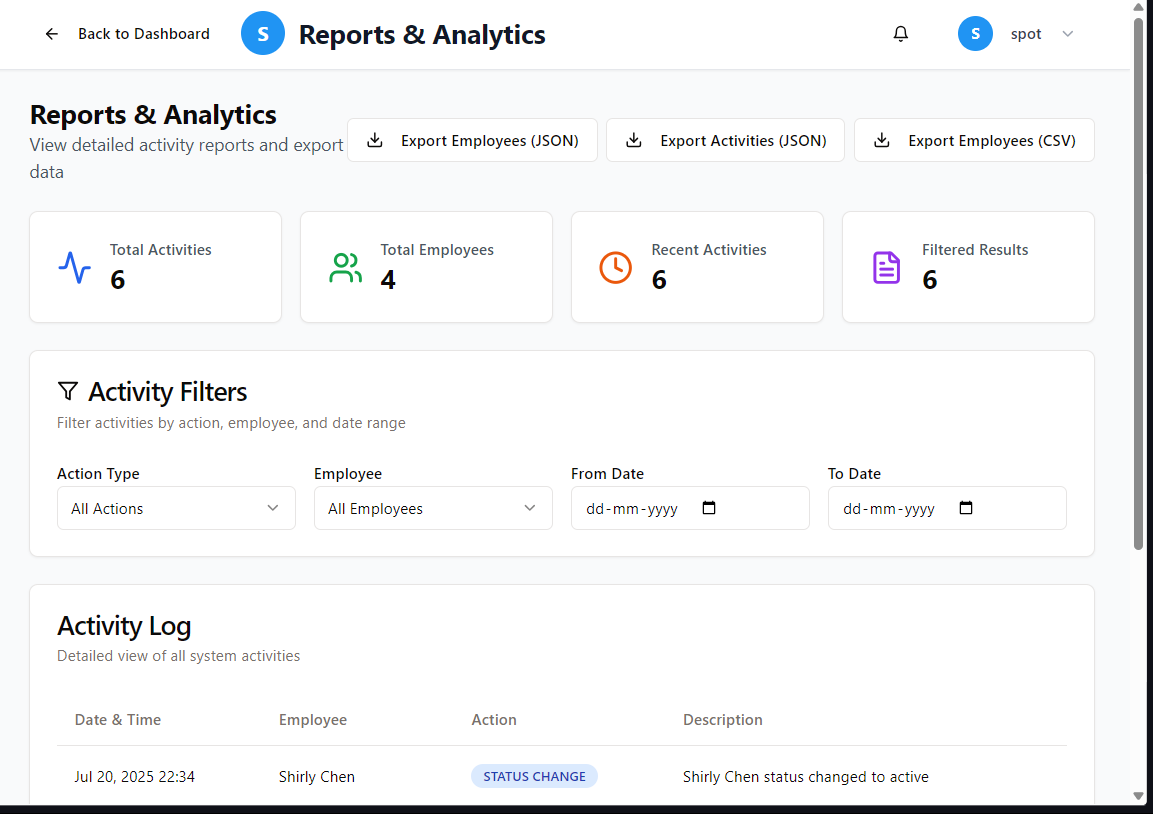 Back to Dashboard
S
Reports & Analytics
S
spot
Reports & Analytics
View detailed activity reports and export
data
Export Employees (JSON)
Export Activities (JSON)
Export Employees (CSV)
Total Activities
6
Total Employees
4
Recent Activities
6
Filtered Results
6
Activity Filters
Filter activities by action, employee, and date range
Action Type
All Actions
Employee
All Employees
From Date
dd-mm-yyyy
To Date
dd-mm-yyyy
Activity Log
Detailed view of all system activities
Date & Time Employee Action Description
Jul 20, 2025 22:34 Shirly Chen STATUS CHANGE Shirly Chen status changed to active